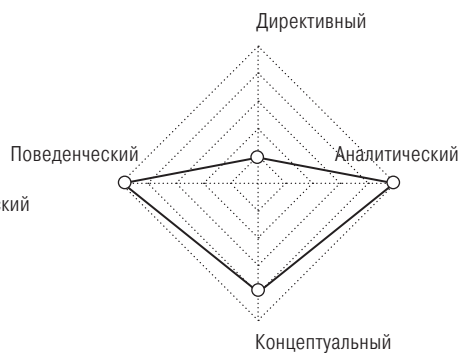 Директивный
Поведенческий
Аналитический
Концептуальный